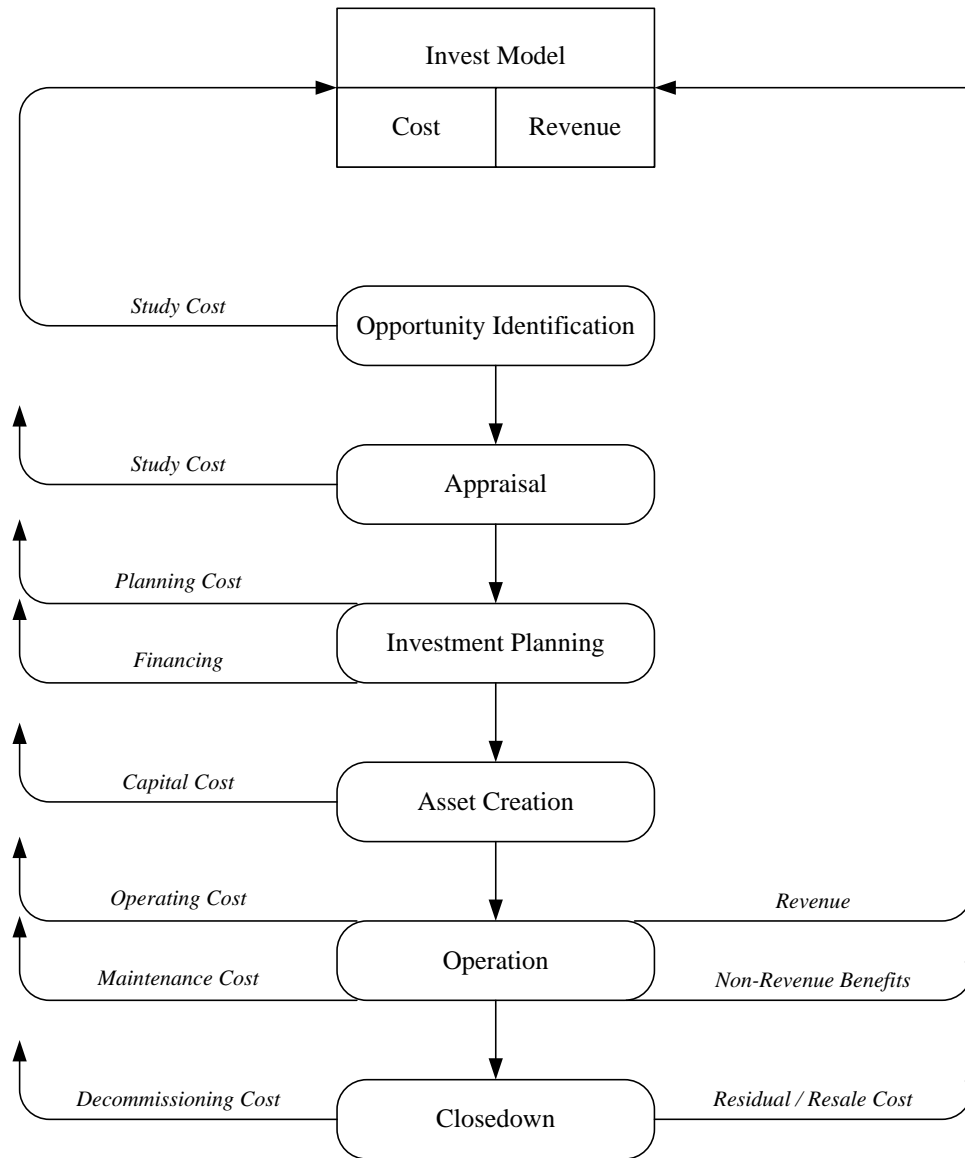 Invest Model
Cost
Revenue
Study Cost
Opportunity Identification
Study Cost
Appraisal
Planning Cost
Investment Planning
Financing
Capital Cost
Asset Creation
Operating Cost
Revenue
Operation
Maintenance Cost
Non-Revenue Benefits
Decommissioning Cost
Residual / Resale Cost
Closedown